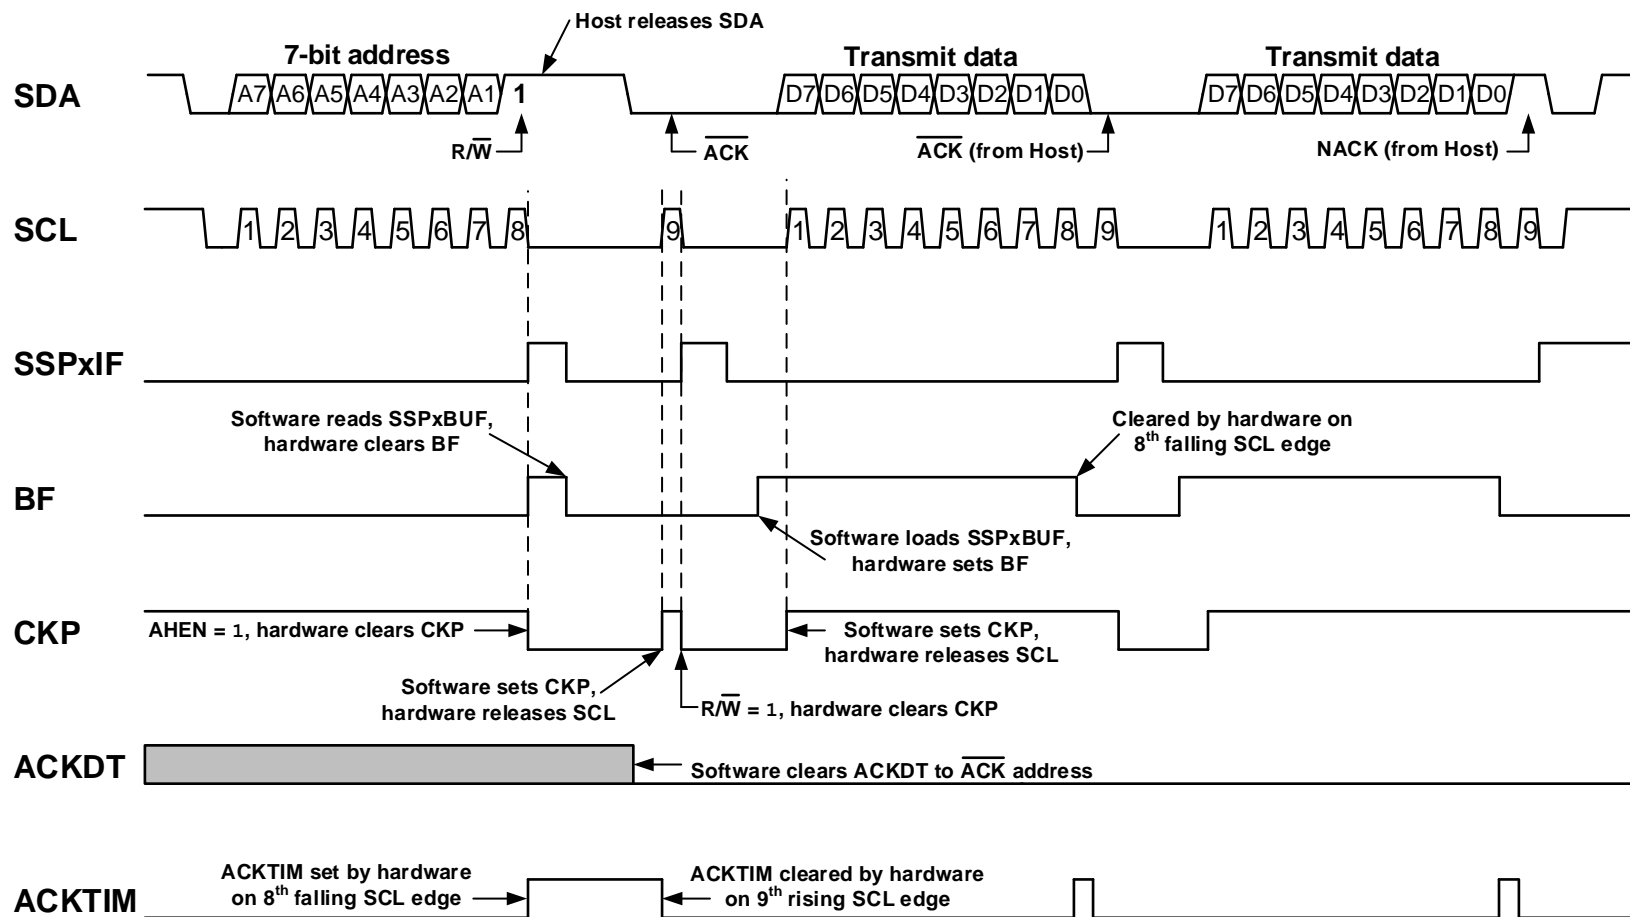 Host releases SDA
7-bit address
Transmit data
Transmit data
SDA
A7 A6 A5 A4 A3 A2 A1 1
D7 D6 D5 D4 D3 D2 D1 D0
D7 D6 D5 D4 D3 D2 D1 D0
R/W̅
A̅C̅K̅
A̅C̅K̅ (from Host)
NACK (from Host)
SCL
1 2 3 4 5 6 7 8 9
1 2 3 4 5 6 7 8 9
1 2 3 4 5 6 7 8 9
SSPxIF
Software reads SSPxBUF,
hardware clears BF
Cleared by hardware on
8th falling SCL edge
BF
Software loads SSPxBUF,
hardware sets BF
CKP
AHEN = 1, hardware clears CKP
Software sets CKP,
hardware releases SCL
Software sets CKP,
hardware releases SCL
R/W̅ = 1, hardware clears CKP
ACKDT
Software clears ACKDT to A̅C̅K̅ address
ACKTIM
ACKTIM set by hardware
on 8th falling SCL edge
ACKTIM cleared by hardware
on 9th rising SCL edge